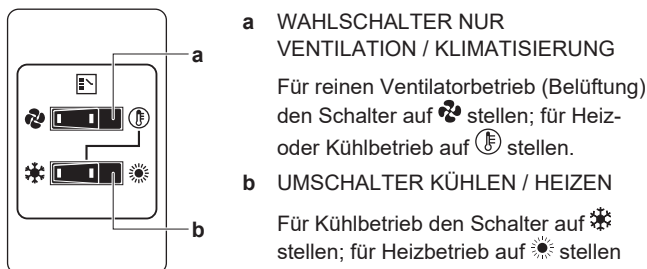 a
b
a WAHLSCHALTER NUR
VENTILATION / KLIMATISIERUNG
Für reinen Ventilatorbetrieb (Belüftung)
den Schalter auf stellen; für Heiz-
oder Kühlbetrieb auf stellen.
b UMSCHALTER KÜHLEN / HEIZEN
Für Kühlbetrieb den Schalter auf
stellen; für Heizbetrieb auf stellen